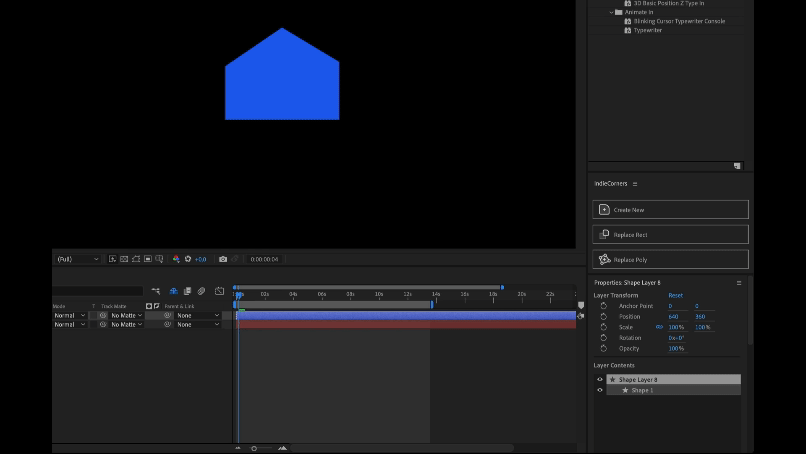 3D Basic Position Z Type In
Animate in
Blinking Cursor Typewriter Console
Typewriter
IndieCorners
Create New
Replace Rect
Replace Poly
(Full)
+0.0
0:00:00:04
Properties: Shape Layer 8
Layer Transform
Reset
Anchor Point 0 0
Position 640 360
Scale 100% 100%
Rotation 0x+0°
Opacity 100%
Layer Contents
Shape Layer 8
Shape 1
02s 04s 06s 08s 10s 12s 14s 16s 18s 20s 22s
Mode T Track Matte Parent & Link
Normal No Matte None
Normal No Matte None